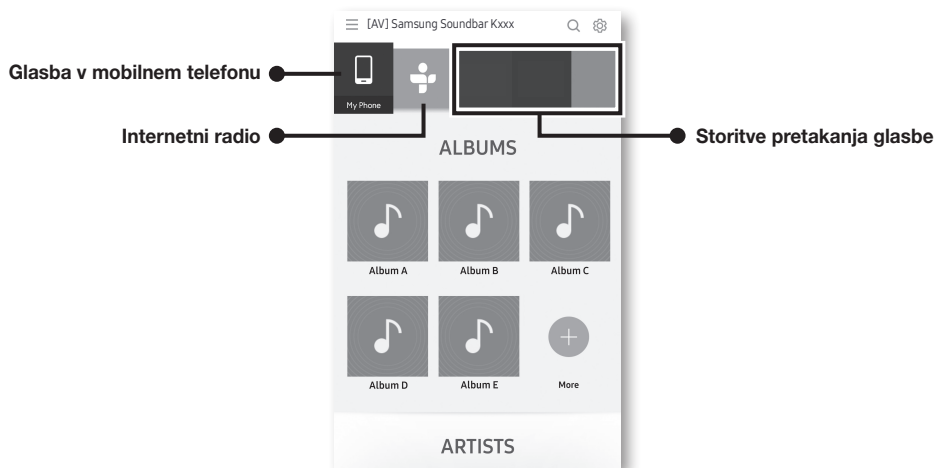 [AV] Samsung Soundbar Kxxx
Glasba v mobilnem telefonu
My Phone
Internetni radio
Storitve pretakanja glasbe
ALBUMS
Album A Album B Album C
Album D Album E More
ARTISTS